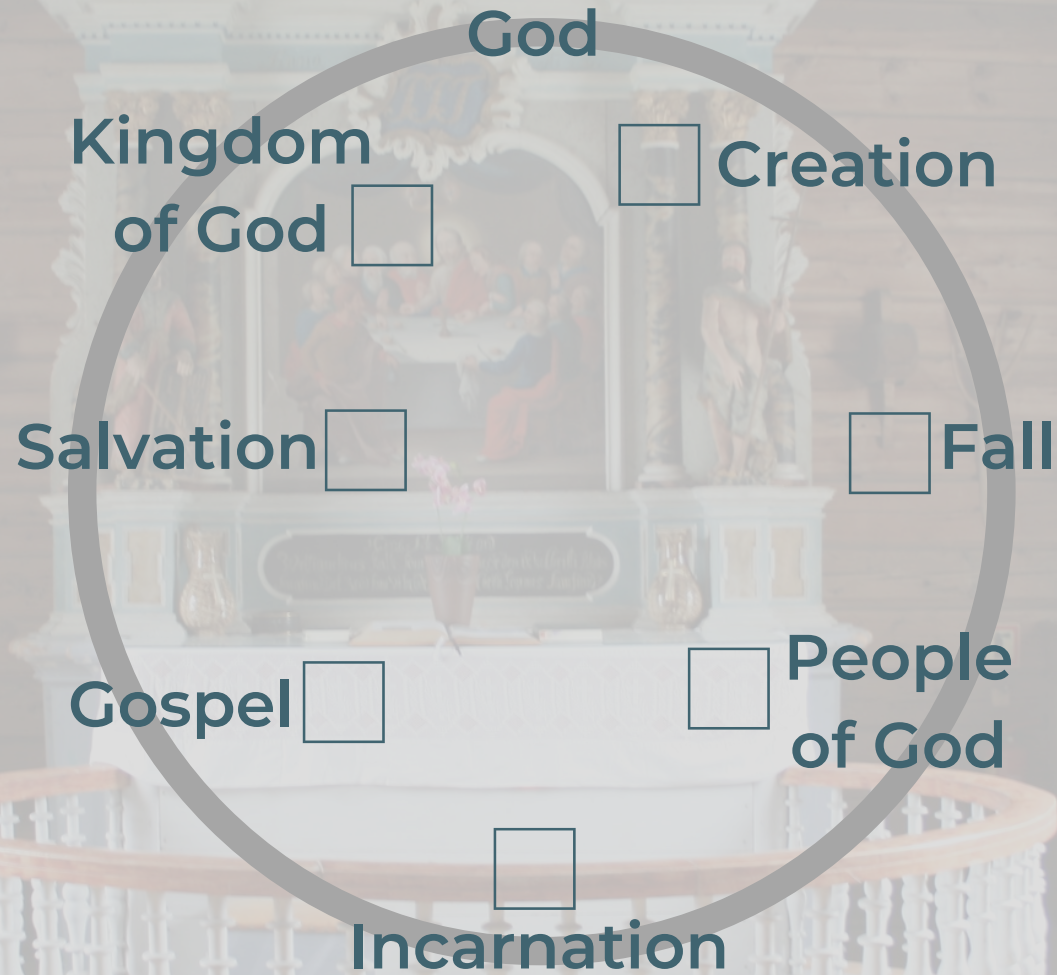 God
Kingdom
of God
Creation
Salvation
Fall
Gospel
People
of God
Incarnation